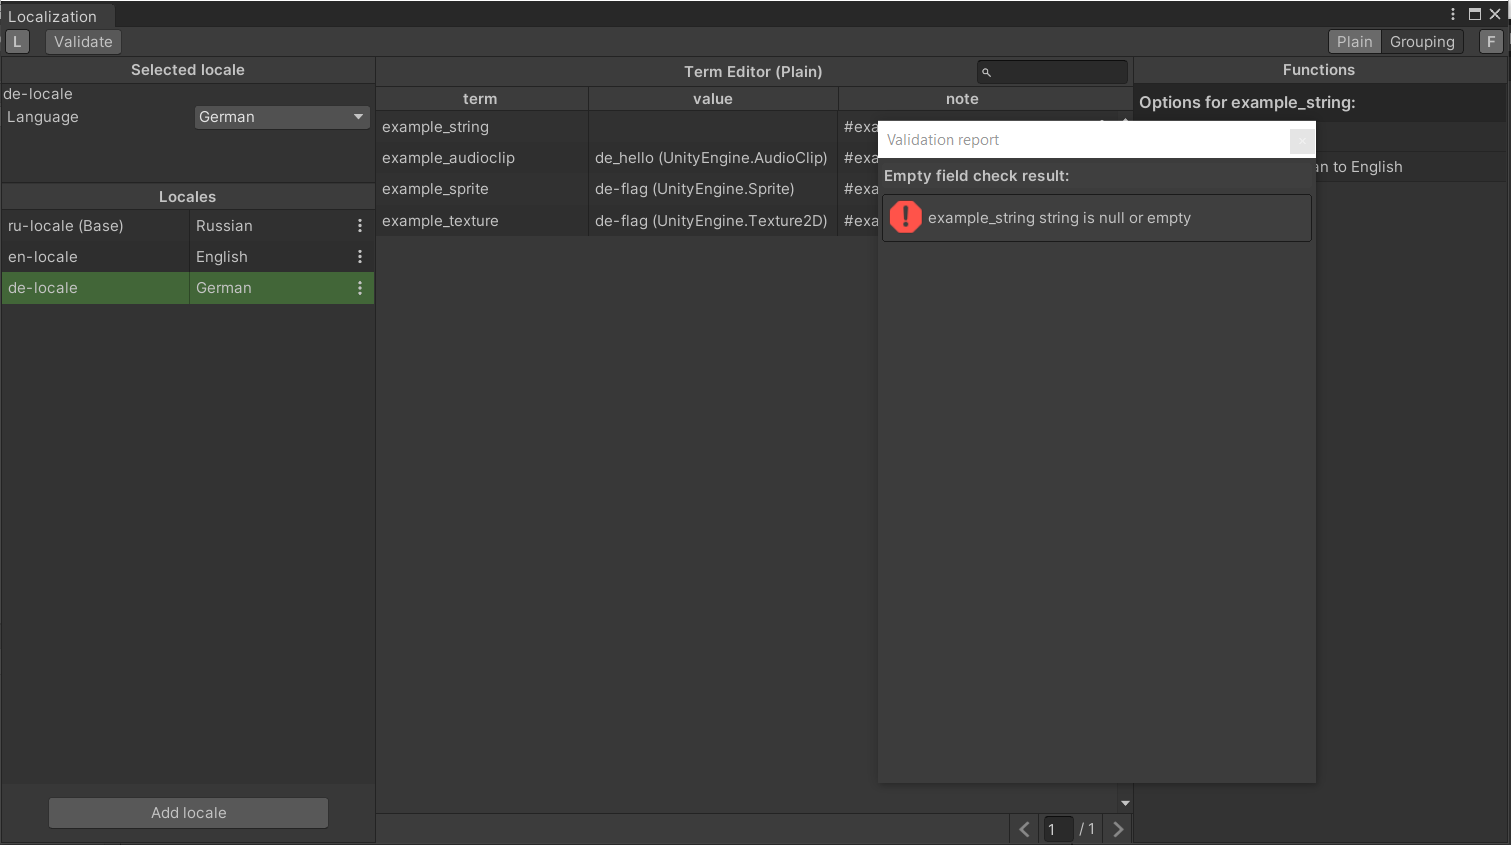 Localization
L
Validate
Plain
Grouping
F
Selected locale
de-locale
Language
German
Locales
ru-locale (Base)
Russian
en-locale
English
de-locale
German
Add locale
Term Editor (Plain)
term
value
note
example_string
#exa
example_audioclip
de_hello (UnityEngine.AudioClip)
#exa
example_sprite
de-flag (UnityEngine.Sprite)
#exa
example_texture
de-flag (UnityEngine.Texture2D)
#exa
1
/ 1
Validation report
Empty field check result:
example_string string is null or empty
Functions
Options for example_string:
an to English